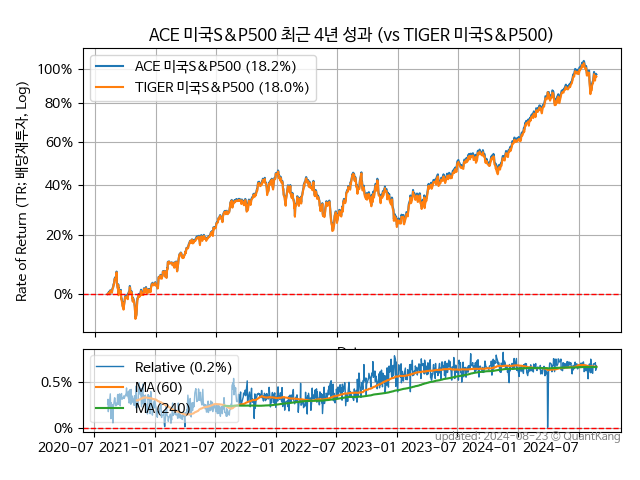 ACE 미국S&P500 최근 4년 성과 (vs TIGER 미국S&P500)
Rate of Return (TR: 배당재투자, Log)
100%
80%
60%
40%
20%
0%
ACE 미국S&P500 (18.2%)
TIGER 미국S&P500 (18.0%)
0.5%
0%
Relative (0.2%)
MA(60)
MA(240)
updated: 2024-08-23 © QuantKang
2020-07 2021-01 2021-07 2022-01 2022-07 2023-01 2023-07 2024-01 2024-07